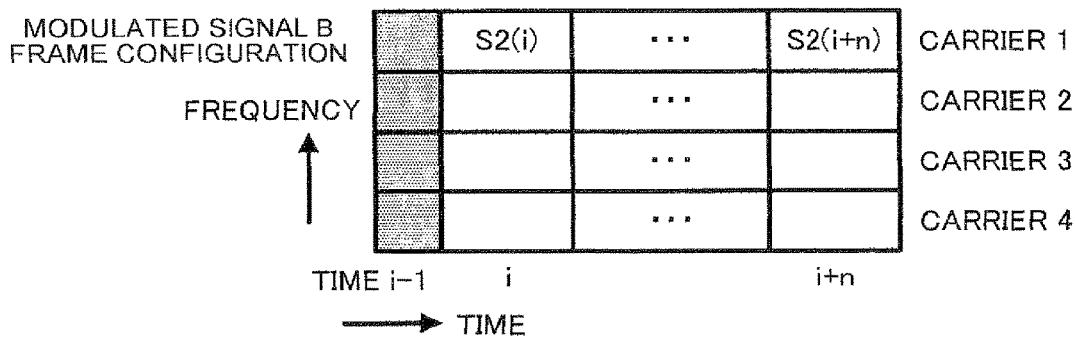 MODULATED SIGNAL B
FRAME CONFIGURATION
S2(i) ... S2(i+n) CARRIER 1
FREQUENCY ... CARRIER 2
... CARRIER 3
... CARRIER 4
TIME i-1 i i+n
TIME